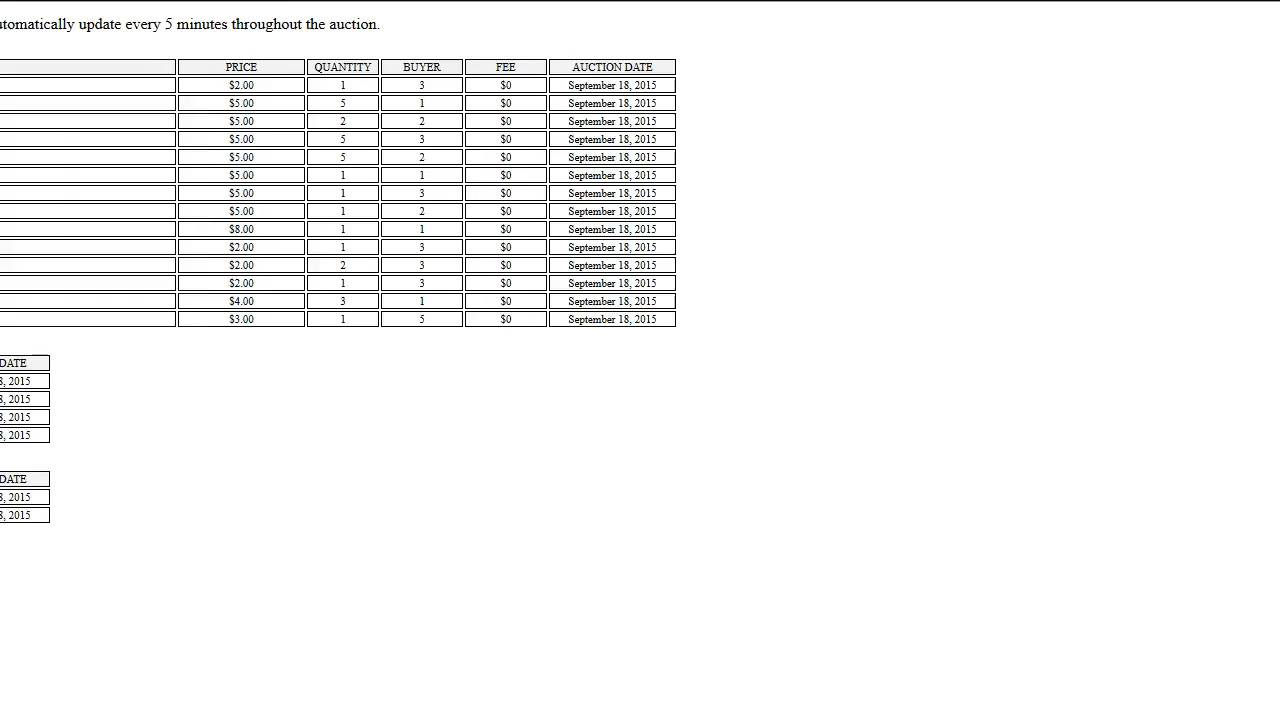 utomatically update every 5 minutes throughout the auction.
PRICE QUANTITY BUYER FEE AUCTION DATE
$2.00 1 3 $0 September 18, 2015
$5.00 5 1 $0 September 18, 2015
$5.00 2 2 $0 September 18, 2015
$5.00 5 3 $0 September 18, 2015
$5.00 5 2 $0 September 18, 2015
$5.00 1 1 $0 September 18, 2015
$5.00 1 3 $0 September 18, 2015
$5.00 1 2 $0 September 18, 2015
$8.00 1 1 $0 September 18, 2015
$2.00 1 3 $0 September 18, 2015
$2.00 2 3 $0 September 18, 2015
$2.00 1 3 $0 September 18, 2015
$4.00 3 1 $0 September 18, 2015
$3.00 1 5 $0 September 18, 2015
DATE
8, 2015
8, 2015
8, 2015
8, 2015
DATE
8, 2015
8, 2015